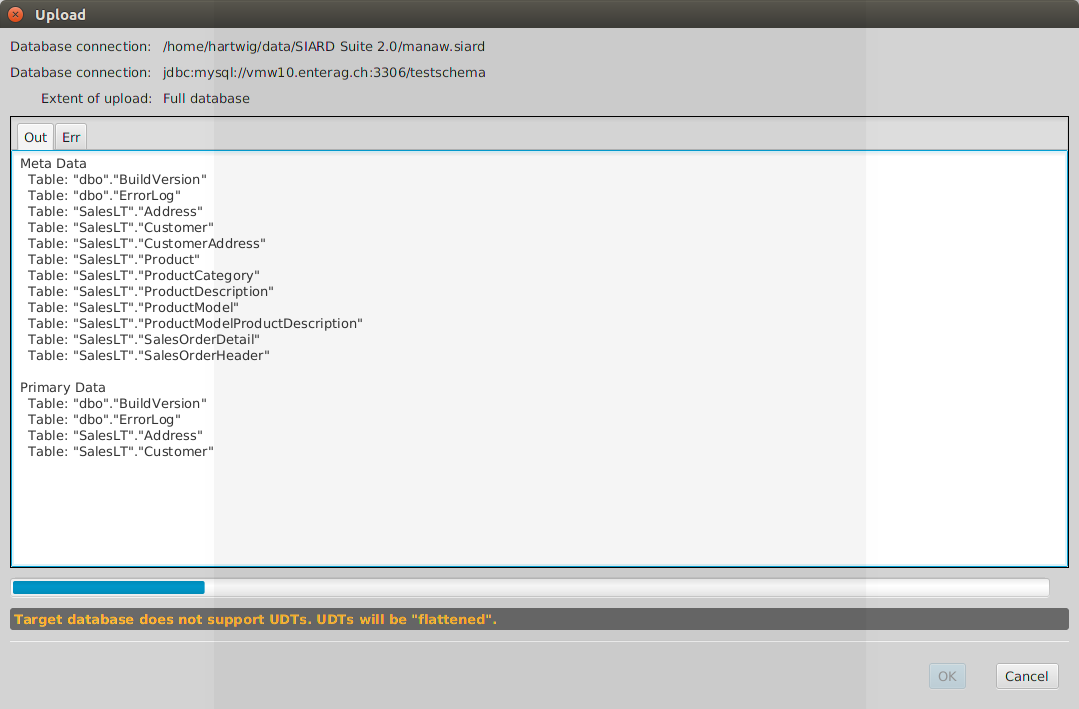 Upload
Database connection: /home/hartwig/data/SIARD Suite 2.0/manaw.siard
Database connection: jdbc:mysql://vmw10.enterag.ch:3306/testschema
Extent of upload: Full database
Out Err
Meta Data
Table: "dbo"."BuildVersion"
Table: "dbo"."ErrorLog"
Table: "SalesLT"."Address"
Table: "SalesLT"."Customer"
Table: "SalesLT"."CustomerAddress"
Table: "SalesLT"."Product"
Table: "SalesLT"."ProductCategory"
Table: "SalesLT"."ProductDescription"
Table: "SalesLT"."ProductModel"
Table: "SalesLT"."ProductModelProductDescription"
Table: "SalesLT"."SalesOrderDetail"
Table: "SalesLT"."SalesOrderHeader"
Primary Data
Table: "dbo"."BuildVersion"
Table: "dbo"."ErrorLog"
Table: "SalesLT"."Address"
Table: "SalesLT"."Customer"
Target database does not support UDTs. UDTs will be "flattened".
OK Cancel